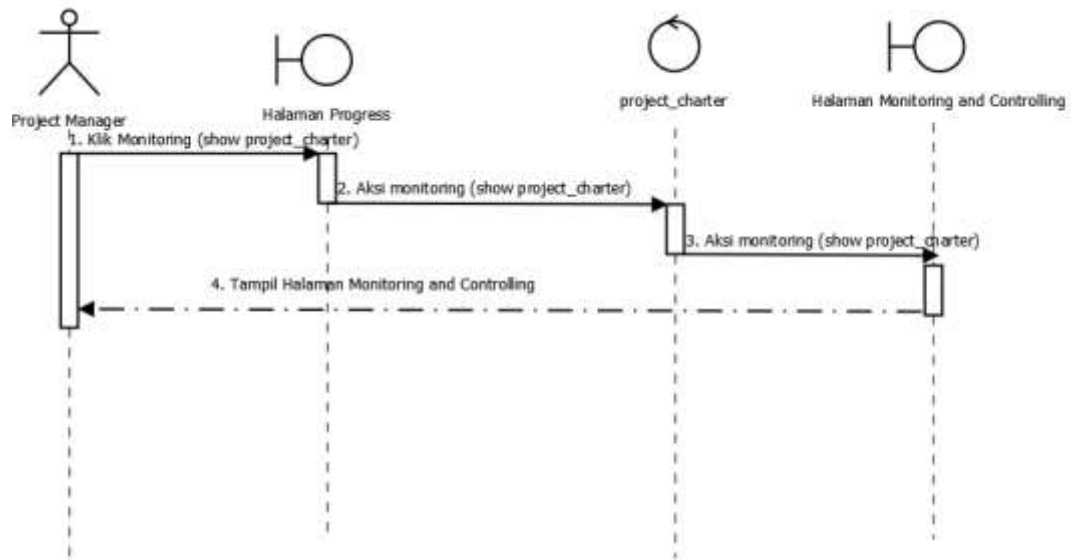 Project Manager
Halaman Progress
project_charter
Halaman Monitoring and Controlling
1. Klik Monitoring (show project_charter)
2. Aksi monitoring (show project_charter)
3. Aksi monitoring (show project_charter)
4. Tampil Halaman Monitoring and Controlling